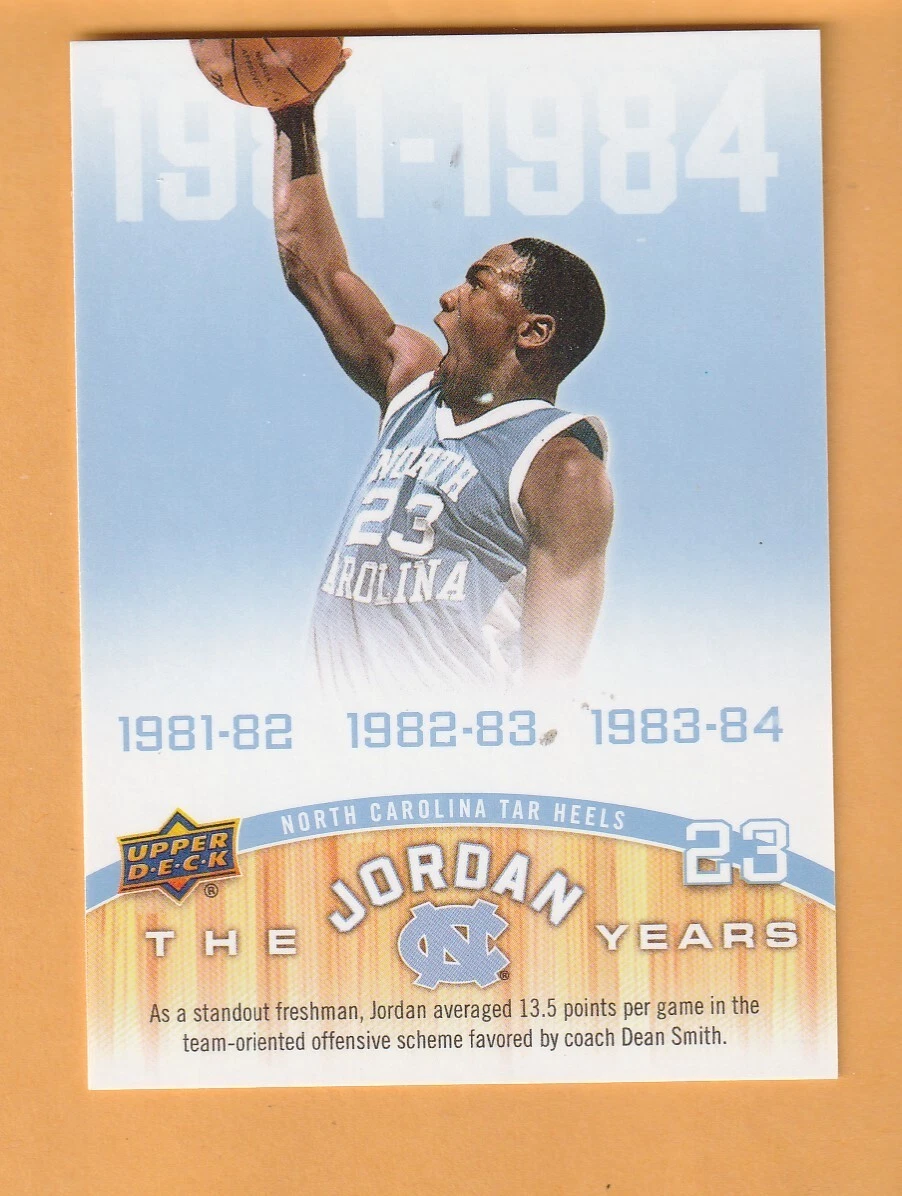 1981-1984
NORTH
23
AROLINA
1981-82 1982-83 1983-84
NORTH CAROLINA TAR HEELS
23
UPPER
D·E·C·K
®
THE JORDAN YEARS
NC
®
As a standout freshman, Jordan averaged 13.5 points per game in the
team-oriented offensive scheme favored by coach Dean Smith.